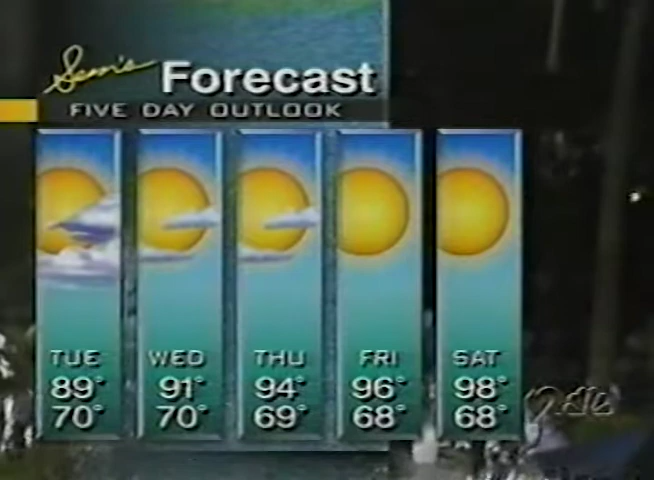 Sean's Forecast
FIVE DAY OUTLOOK
TUE WED THU FRI SAT
89° 91° 94° 96° 98°
70° 70° 69° 68° 68°